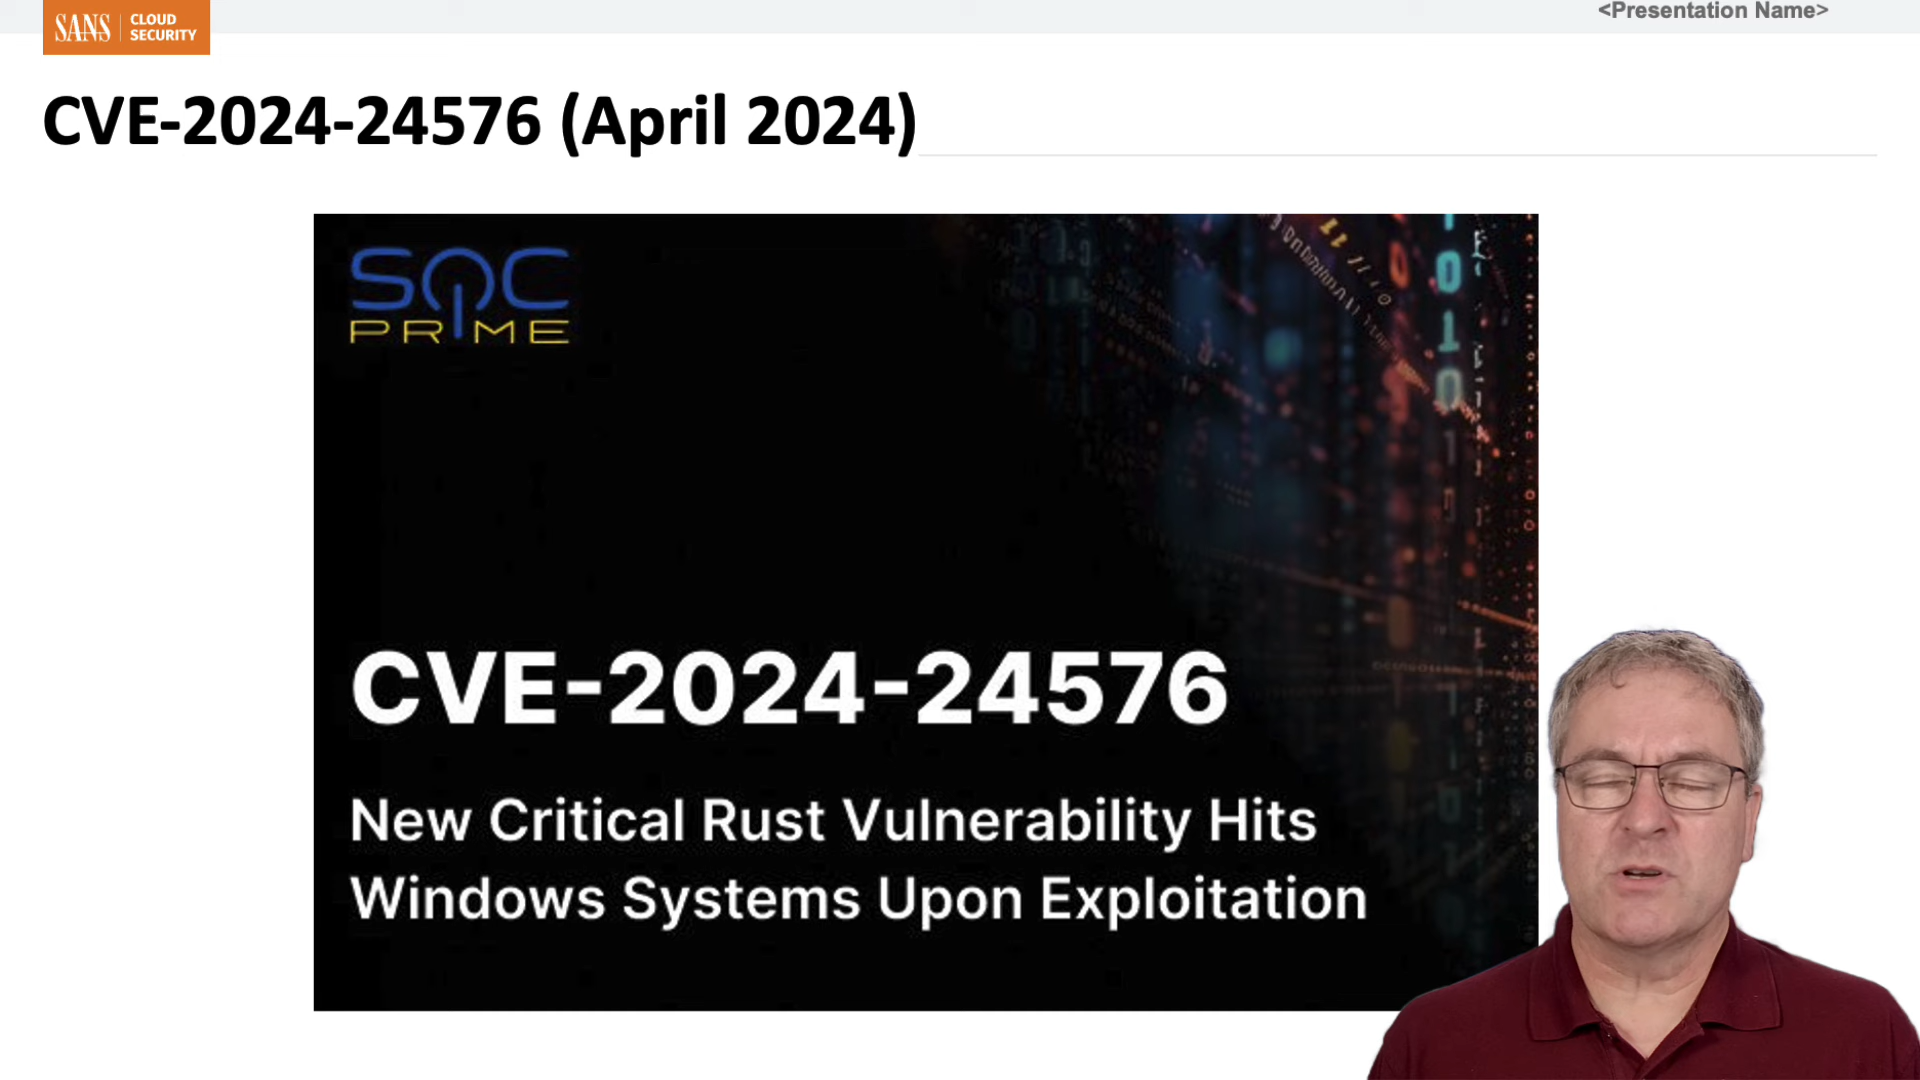 SANS
CLOUD
SECURITY
<Presentation Name>
CVE-2024-24576 (April 2024)
SOC
PRIME
CVE-2024-24576
New Critical Rust Vulnerability Hits
Windows Systems Upon Exploitation